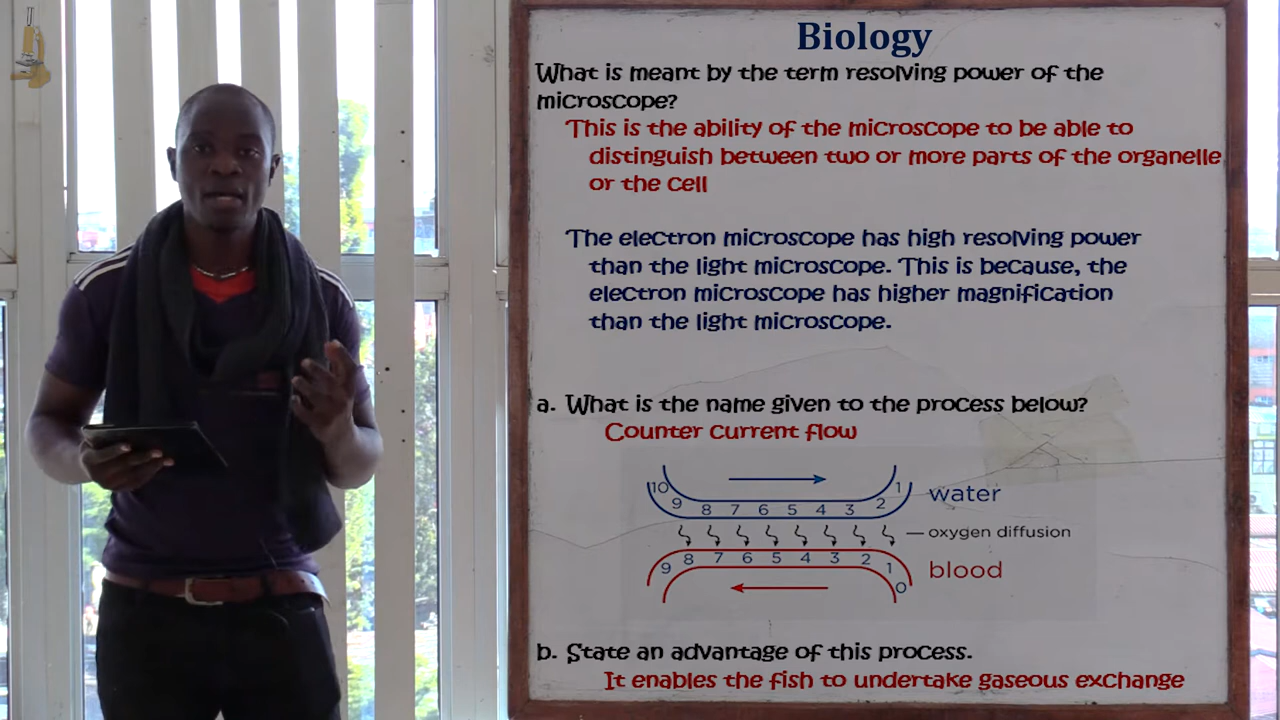 Biology
What is meant by the term resolving power of the
microscope?
This is the ability of the microscope to be able to
distinguish between two or more parts of the organelle
or the cell
The electron microscope has high resolving power
than the light microscope. This is because, the
electron microscope has higher magnification
than the light microscope.
a. What is the name given to the process below?
Counter current flow
10 9 8 7 6 5 4 3 2 1 water
oxygen diffusion
9 8 7 6 5 4 3 2 1 0 blood
b. State an advantage of this process.
It enables the fish to undertake gaseous exchange